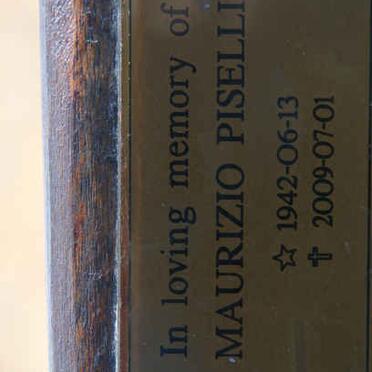 In loving memory of
MAURIZIO PISELLI
☆ 1942-06-13
✞ 2009-07-01